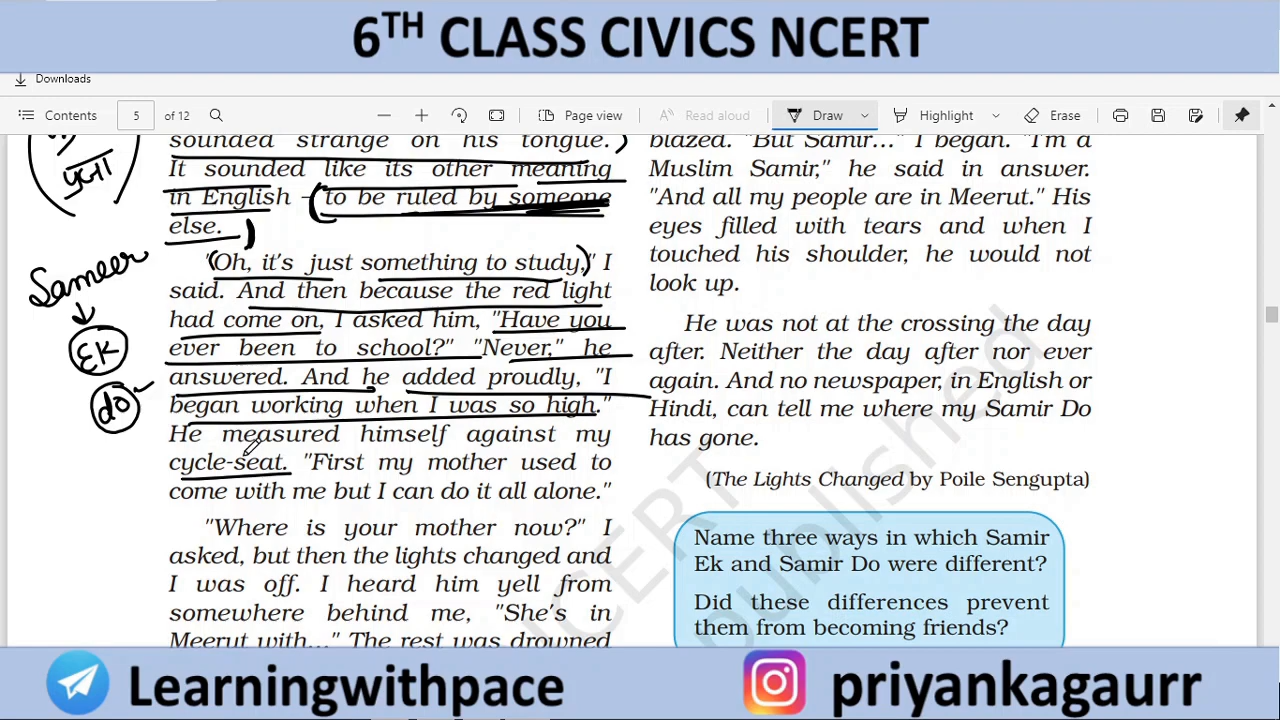 6TH CLASS CIVICS NCERT
Downloads
Contents
5
of 12
Page view
Read aloud
Draw
Highlight
Erase
sounded strange on his tongue.
It sounded like its other meaning
in English – to be ruled by someone
else.
"Oh, it's just something to study," I
said. And then because the red light
had come on, I asked him, "Have you
ever been to school?" "Never," he
answered. And he added proudly, "I
began working when I was so high."
He measured himself against my
cycle-seat. "First my mother used to
come with me but I can do it all alone."
"Where is your mother now?" I
asked, but then the lights changed and
I was off. I heard him yell from
somewhere behind me, "She's in
Meerut with..." The rest was drowned
Sameer
EK
do
blazed. "But Samir..." I began. "I'm a
Muslim Samir," he said in answer.
"And all my people are in Meerut." His
eyes filled with tears and when I
touched his shoulder, he would not
look up.
He was not at the crossing the day
after. Neither the day after nor ever
again. And no newspaper, in English or
Hindi, can tell me where my Samir Do
has gone.
(The Lights Changed by Poile Sengupta)
Name three ways in which Samir
Ek and Samir Do were different?
Did these differences prevent
them from becoming friends?
NCERT
published
Learningwithpace
priyankagaurr